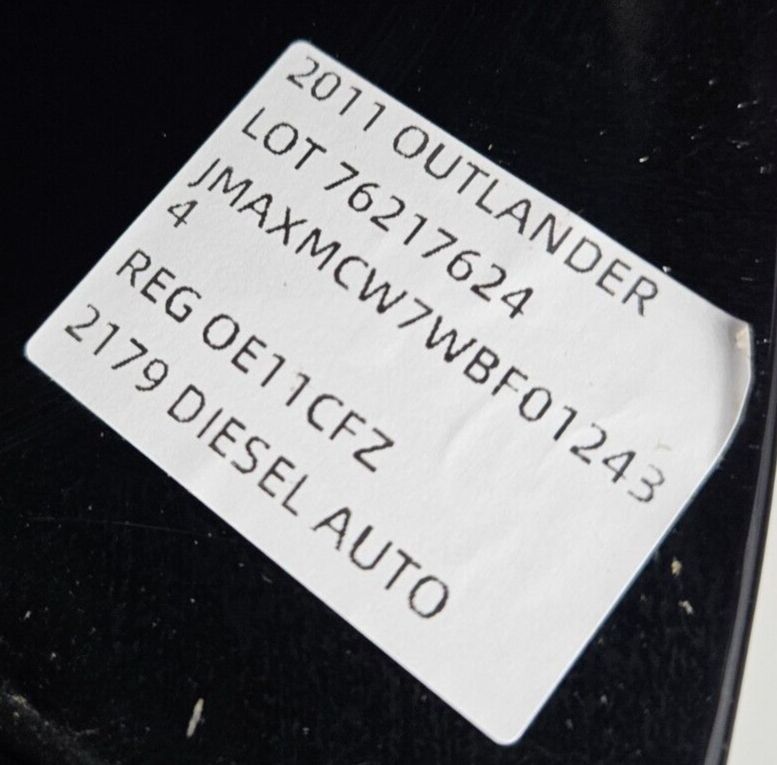 2011 OUTLANDER
LOT 76217624
JMAXMCW7WBF01243
4
REG OE11CFZ
2179 DIESEL AUTO